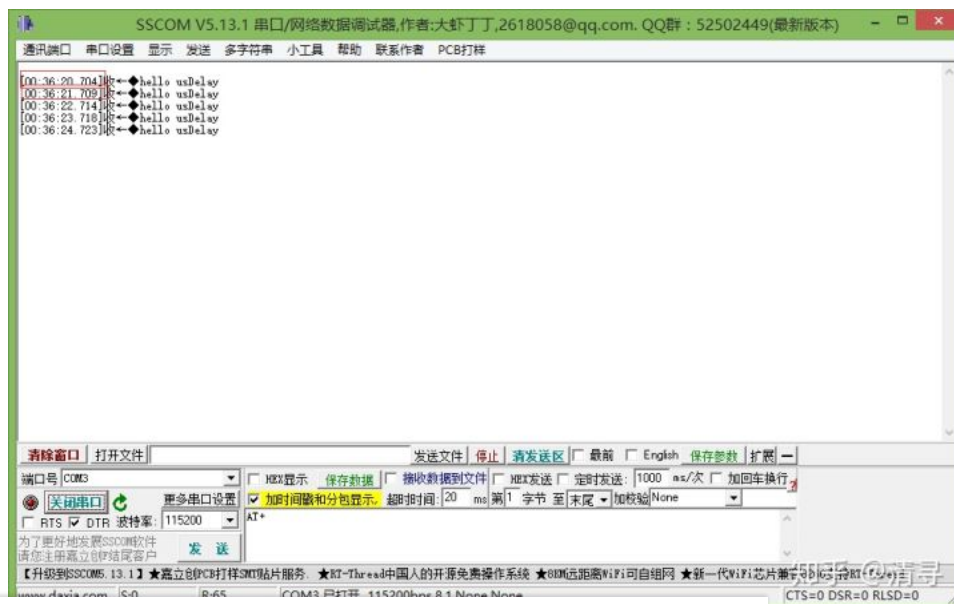 SSCOM V5.13.1 串口/网络数据调试器,作者:大虾丁丁,2618058@qq.com. QQ群：52502449(最新版本)
通讯端口 串口设置 显示 发送 多字符串 小工具 帮助 联系作者 PCB打样
[00:36:20.704]收←◆hello usDelay
[00:36:21.709]收←◆hello usDelay
[00:36:22.714]收←◆hello usDelay
[00:36:23.718]收←◆hello usDelay
[00:36:24.723]收←◆hello usDelay
清除窗口 打开文件 发送文件 停止 清发送区 最前 English 保存参数 扩展 —
端口号 COM3 HEX显示 保存数据 接收数据到文件 HEX发送 定时发送: 1000 ms/次 加回车换行
关闭串口 更多串口设置 加时间戳和分包显示. 超时时间: 20 ms 第1 字节 至 末尾 加校验 None
RTS DTR 波特率: 115200 AT+
为了更好地发展SSCOM软件
请您注册嘉立创F结尾客户 发 送
【升级到SSCOM5.13.1】★嘉立创PCB打样SMT贴片服务. ★RT-Thread中国人的开源免费操作系统 ★8KM远距离WiFi可自组网 ★新一代WiFi芯片兼
www.daxia.com S:0 R:65 COM3 已打开 115200bps,8,1,None,None CTS=0 DSR=0 RLSD=0
知乎 @清寻